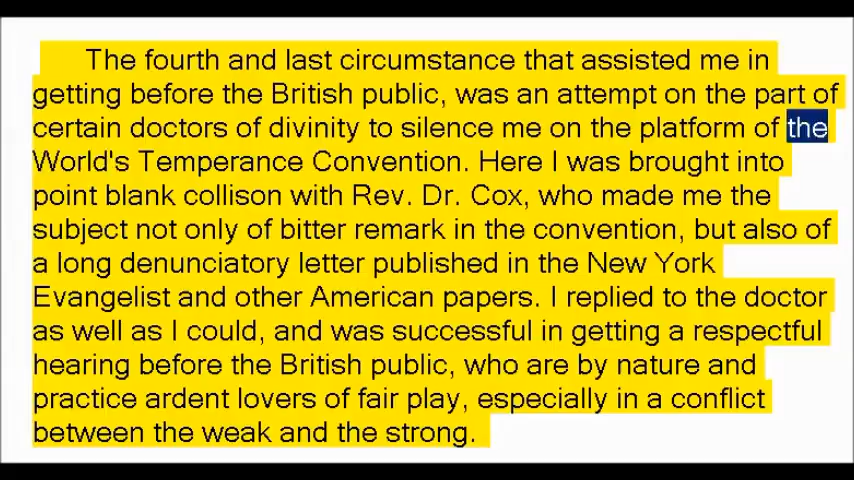 The fourth and last circumstance that assisted me in
getting before the British public, was an attempt on the part of
certain doctors of divinity to silence me on the platform of the
World's Temperance Convention. Here I was brought into
point blank collison with Rev. Dr. Cox, who made me the
subject not only of bitter remark in the convention, but also of
a long denunciatory letter published in the New York
Evangelist and other American papers. I replied to the doctor
as well as I could, and was successful in getting a respectful
hearing before the British public, who are by nature and
practice ardent lovers of fair play, especially in a conflict
between the weak and the strong.